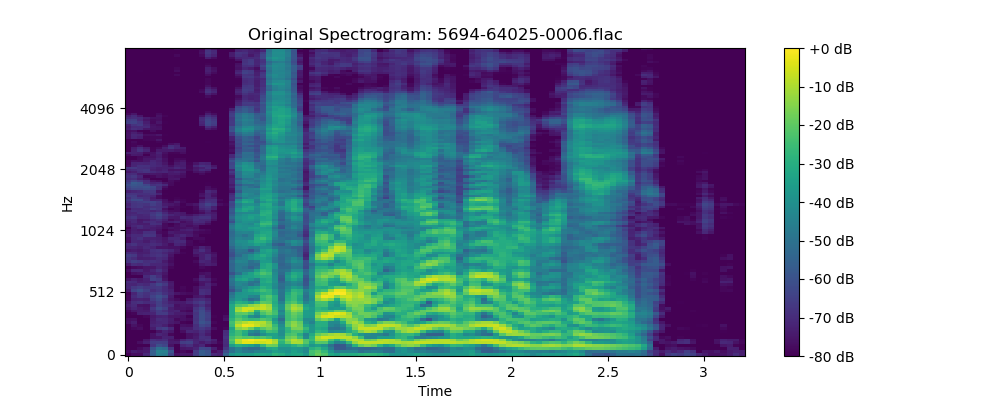 Original Spectrogram: 5694-64025-0006.flac
Hz
4096
2048
1024
512
0
0 0.5 1 1.5 2 2.5 3
Time
+0 dB
-10 dB
-20 dB
-30 dB
-40 dB
-50 dB
-60 dB
-70 dB
-80 dB